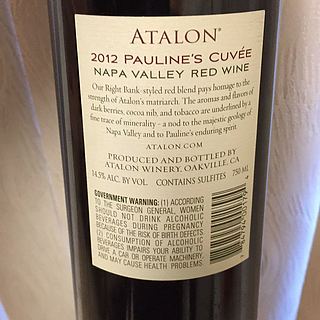 ATALON®
2012 PAULINE'S CUVÉE
NAPA VALLEY RED WINE
Our Right Bank-styled red blend pays homage to the
strength of Atalon's matriarch. The aromas and flavors of
dark berries, cocoa nib, and tobacco are underlined by a
fine trace of minerality – a nod to the majestic geology of
Napa Valley and to Pauline's enduring spirit.
ATALON.COM
PRODUCED AND BOTTLED BY
ATALON WINERY, OAKVILLE, CA
14.5% ALC. BY VOL CONTAINS SULFITES 750 ML
GOVERNMENT WARNING: (1) ACCORDING
TO THE SURGEON GENERAL, WOMEN
SHOULD NOT DRINK ALCOHOLIC
BEVERAGES DURING PREGNANCY
BECAUSE OF THE RISK OF BIRTH DEFECTS.
(2) CONSUMPTION OF ALCOHOLIC
BEVERAGES IMPAIRS YOUR ABILITY TO
DRIVE A CAR OR OPERATE MACHINERY,
AND MAY CAUSE HEALTH PROBLEMS.